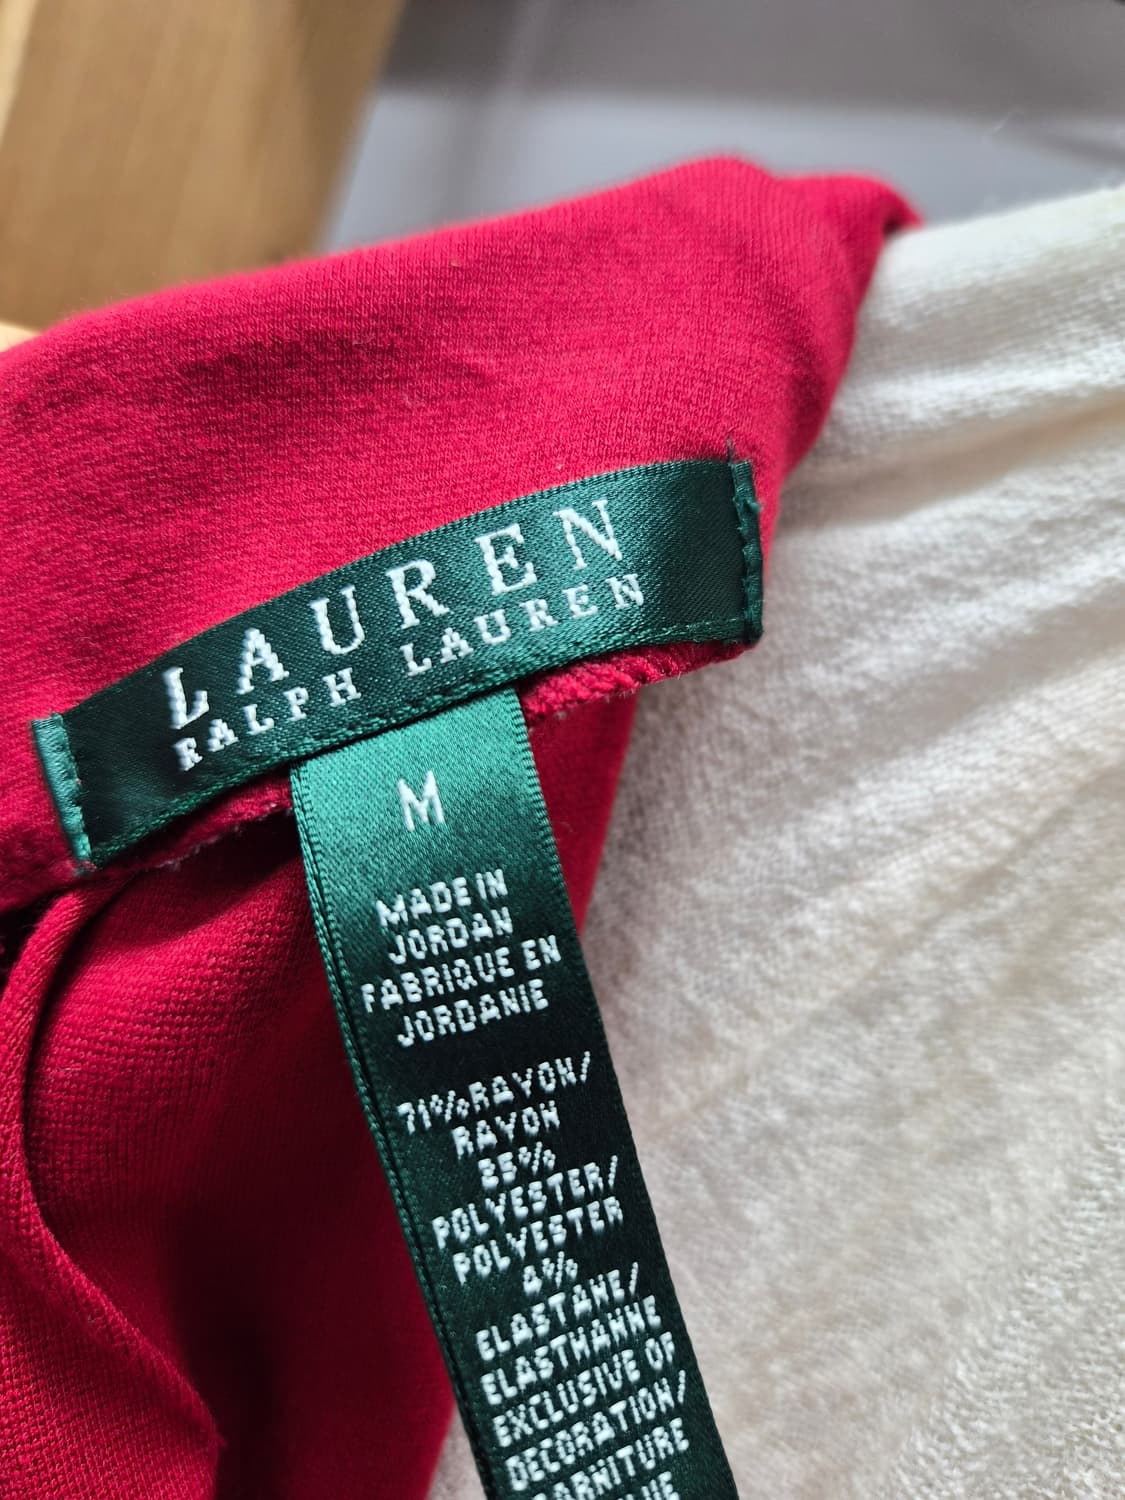 LAUREN
RALPH LAUREN
M
MADE IN
JORDAN
FABRIQUE EN
JORDANIE
71%RAYON/
RAYON
25%
POLYESTER/
POLYESTER
4%
ELASTANE/
ELASTHANNE
EXCLUSIVE OF
DECORATION/
GARNITURE